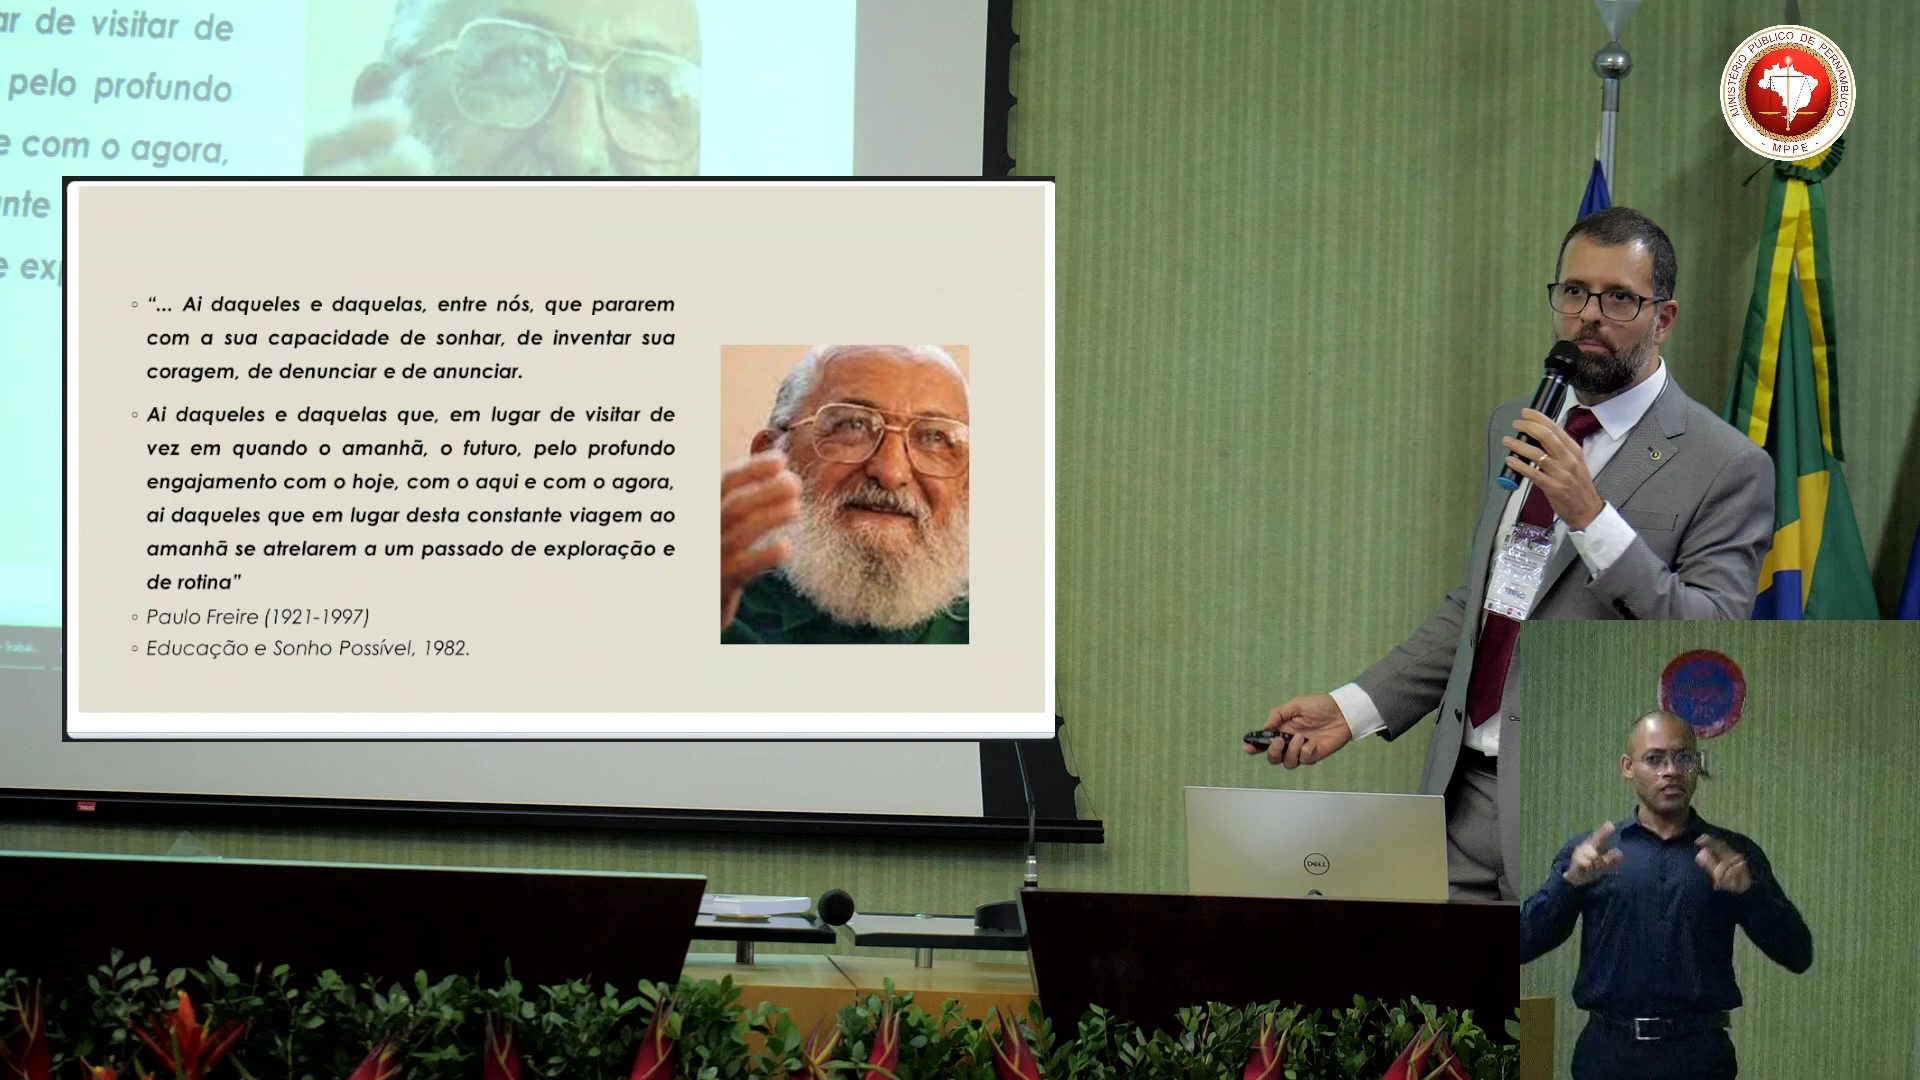 ar de visitar de
pelo profundo
e com o agora,
nte
e exp
“... Ai daqueles e daquelas, entre nós, que pararem
com a sua capacidade de sonhar, de inventar sua
coragem, de denunciar e de anunciar.
Ai daqueles e daquelas que, em lugar de visitar de
vez em quando o amanhã, o futuro, pelo profundo
engajamento com o hoje, com o aqui e com o agora,
ai daqueles que em lugar desta constante viagem ao
amanhã se atrelarem a um passado de exploração e
de rotina”
Paulo Freire (1921-1997)
Educação e Sonho Possível, 1982.
MINISTÉRIO PÚBLICO DE PERNAMBUCO
- MPPE -
DELL